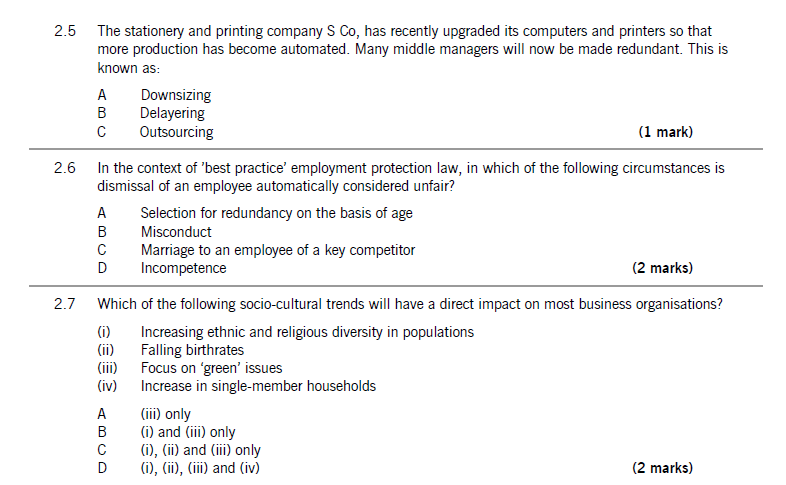 2.5 The stationery and printing company S Co, has recently upgraded its computers and printers so that
more production has become automated. Many middle managers will now be made redundant. This is
known as:
A Downsizing
B Delayering
C Outsourcing (1 mark)
2.6 In the context of 'best practice' employment protection law, in which of the following circumstances is
dismissal of an employee automatically considered unfair?
A Selection for redundancy on the basis of age
B Misconduct
C Marriage to an employee of a key competitor
D Incompetence (2 marks)
2.7 Which of the following socio-cultural trends will have a direct impact on most business organisations?
(i) Increasing ethnic and religious diversity in populations
(ii) Falling birthrates
(iii) Focus on 'green' issues
(iv) Increase in single-member households
A (iii) only
B (i) and (iii) only
C (i), (ii) and (iii) only
D (i), (ii), (iii) and (iv) (2 marks)